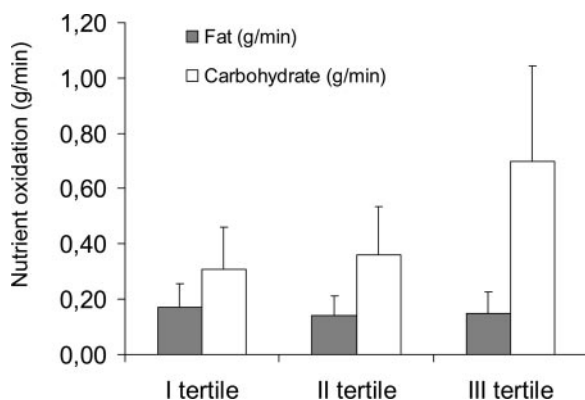 Nutrient oxidation (g/min)
1,20
1,00
0,80
0,60
0,40
0,20
0,00
Fat (g/min)
Carbohydrate (g/min)
I tertile
II tertile
III tertile